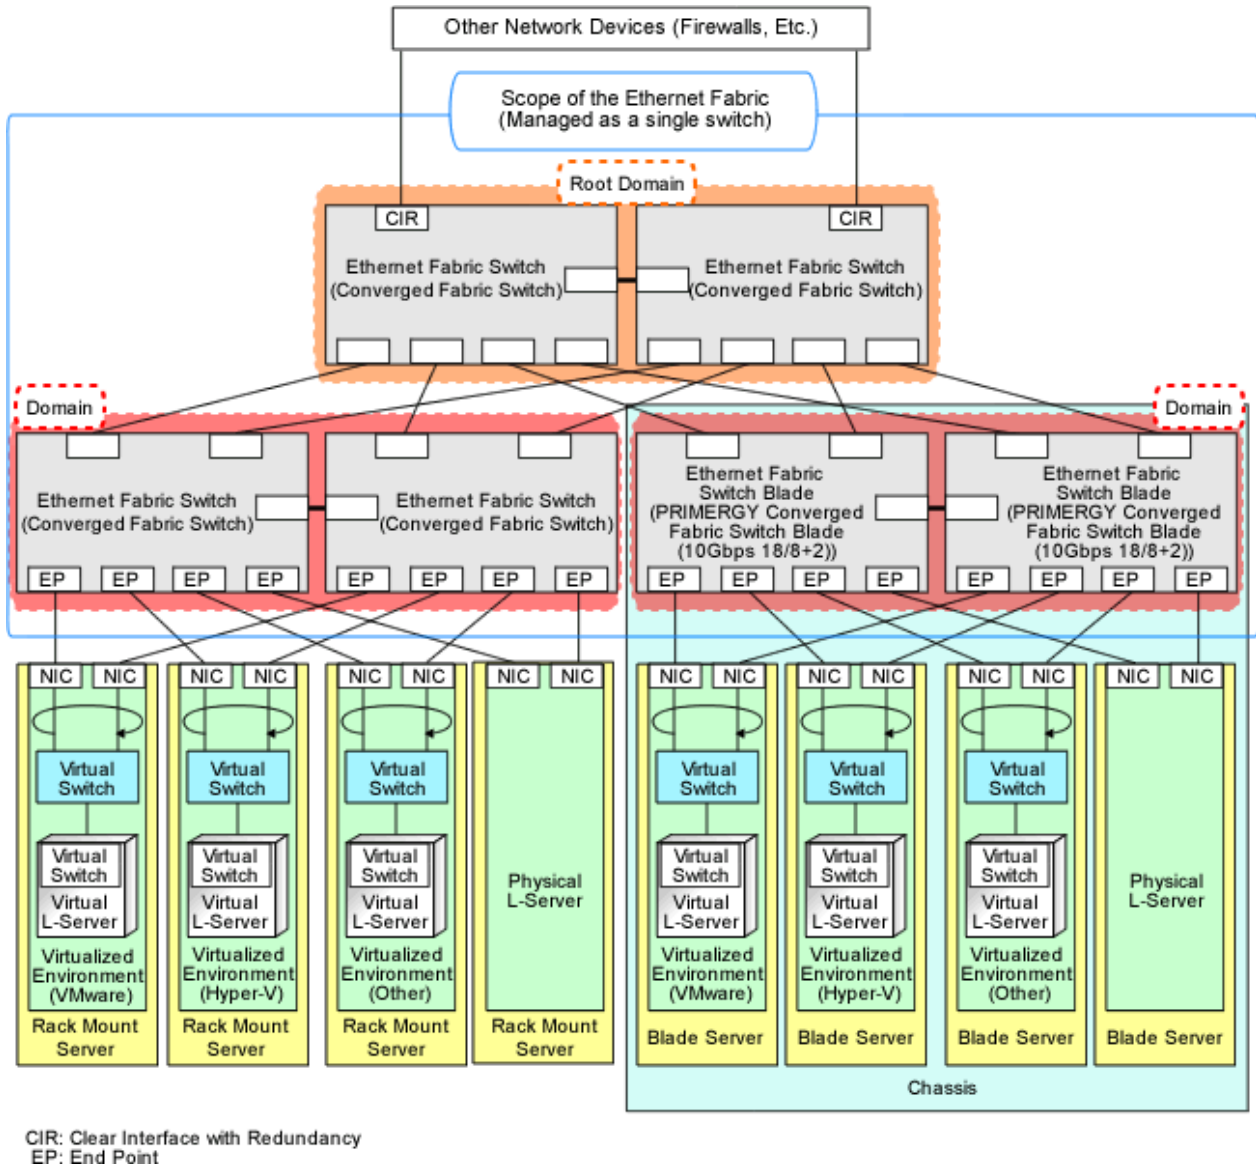 Other Network Devices (Firewalls, Etc.)
Scope of the Ethernet Fabric
(Managed as a single switch)
Root Domain
CIR
CIR
Ethernet Fabric Switch
(Converged Fabric Switch)
Ethernet Fabric Switch
(Converged Fabric Switch)
Domain
Domain
Ethernet Fabric Switch
(Converged Fabric Switch)
Ethernet Fabric Switch
(Converged Fabric Switch)
Ethernet Fabric
Switch Blade
(PRIMERGY Converged
Fabric Switch Blade
(10Gbps 18/8+2))
Ethernet Fabric
Switch Blade
(PRIMERGY Converged
Fabric Switch Blade
(10Gbps 18/8+2))
EP EP EP EP
EP EP EP EP
EP EP EP EP
EP EP EP EP
NIC NIC
NIC NIC
NIC NIC
NIC NIC
NIC NIC
NIC NIC
NIC NIC
NIC NIC
Virtual
Switch
Virtual
Switch
Virtual
L-Server
Virtualized
Environment
(VMware)
Rack Mount
Server
Virtual
Switch
Virtual
Switch
Virtual
L-Server
Virtualized
Environment
(Hyper-V)
Rack Mount
Server
Virtual
Switch
Virtual
Switch
Virtual
L-Server
Virtualized
Environment
(Other)
Rack Mount
Server
Physical
L-Server
Rack Mount
Server
Virtual
Switch
Virtual
Switch
Virtual
L-Server
Virtualized
Environment
(VMware)
Blade Server
Virtual
Switch
Virtual
Switch
Virtual
L-Server
Virtualized
Environment
(Hyper-V)
Blade Server
Virtual
Switch
Virtual
Switch
Virtual
L-Server
Virtualized
Environment
(Other)
Blade Server
Physical
L-Server
Blade Server
Chassis
CIR: Clear Interface with Redundancy
EP: End Point